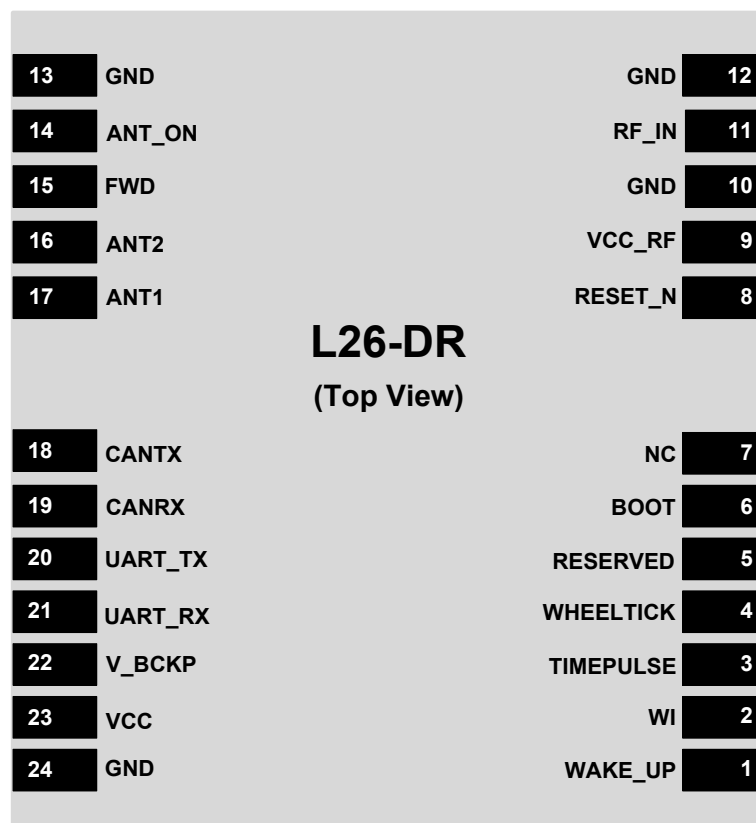 13 GND GND 12
14 ANT_ON RF_IN 11
15 FWD GND 10
16 ANT2 VCC_RF 9
17 ANT1 RESET_N 8
L26-DR
(Top View)
18 CANTX NC 7
19 CANRX BOOT 6
20 UART_TX RESERVED 5
21 UART_RX WHEELTICK 4
22 V_BCKP TIMEPULSE 3
23 VCC WI 2
24 GND WAKE_UP 1